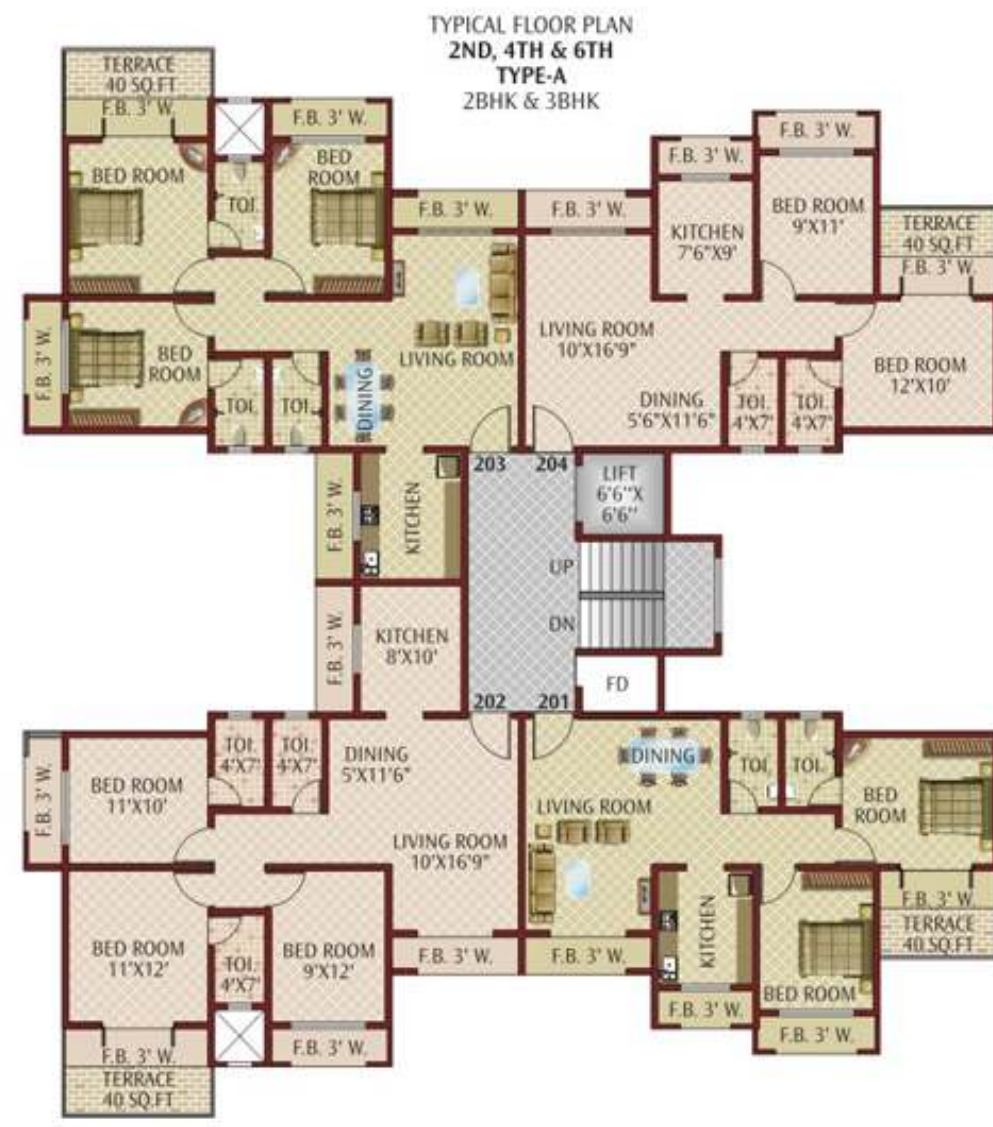 TYPICAL FLOOR PLAN
2ND, 4TH & 6TH
TYPE-A
2BHK & 3BHK
TERRACE
40 SQ.FT
F.B. 3' W.
BED ROOM
TOI.
F.B. 3' W.
BED
ROOM
F.B. 3' W.
BED
ROOM
TOI.
TOI.
F.B. 3' W.
LIVING ROOM
DINING
203
F.B. 3' W.
KITCHEN
F.B. 3' W.
LIVING ROOM
10'X16'9"
F.B. 3' W.
KITCHEN
7'6"X9'
F.B. 3' W.
BED ROOM
9'X11'
TERRACE
40 SQ.FT
F.B. 3' W.
BED ROOM
12'X10'
DINING
5'6"X11'6"
TOI.
4'X7'
TOI.
4'X7'
204
LIFT
6'6"X
6'6"
UP
DN
FD
202
201
F.B. 3' W.
KITCHEN
8'X10'
TOI.
4'X7'
TOI.
4'X7'
DINING
5'X11'6"
F.B. 3' W.
BED ROOM
11'X10'
LIVING ROOM
10'X16'9"
F.B. 3' W.
BED ROOM
11'X12'
TOI.
4'X7'
BED ROOM
9'X12'
F.B. 3' W.
F.B. 3' W.
TERRACE
40 SQ.FT
DINING
LIVING ROOM
F.B. 3' W.
TOI.
TOI.
BED
ROOM
F.B. 3' W.
TERRACE
40 SQ.FT
KITCHEN
F.B. 3' W.
BED ROOM
F.B. 3' W.